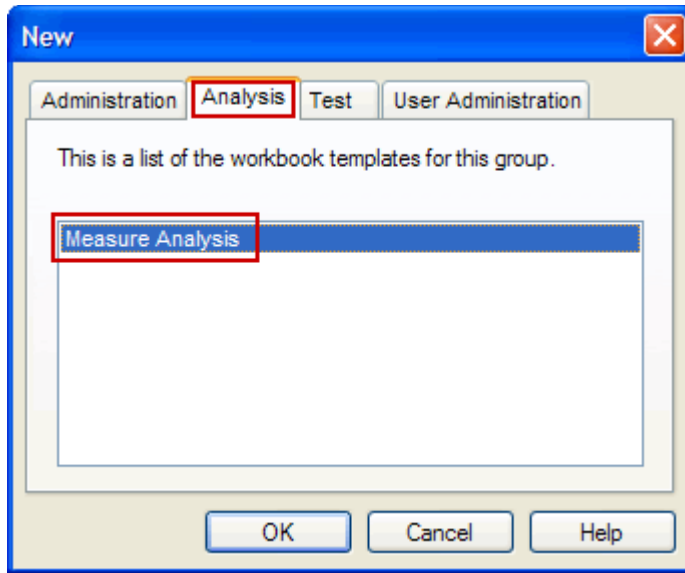 New
Administration Analysis Test User Administration
This is a list of the workbook templates for this group.
Measure Analysis
OK Cancel Help